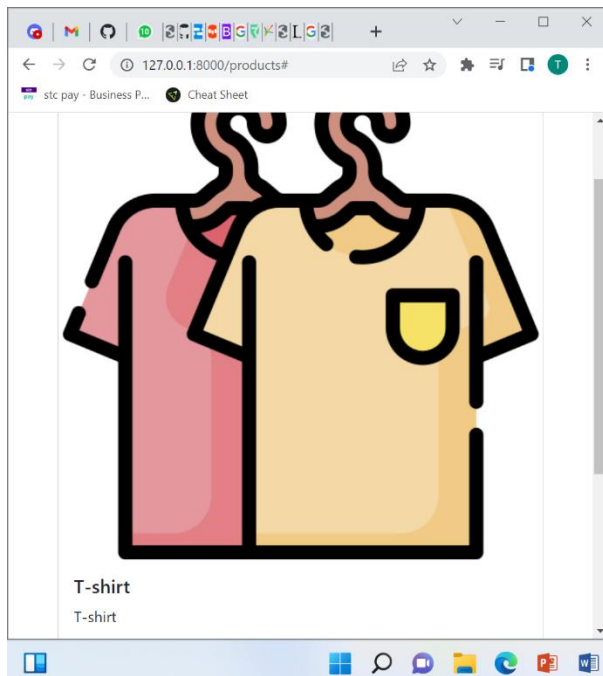 127.0.0.1:8000/products#
T
stc pay - Business P...
Cheat Sheet
T-shirt
T-shirt